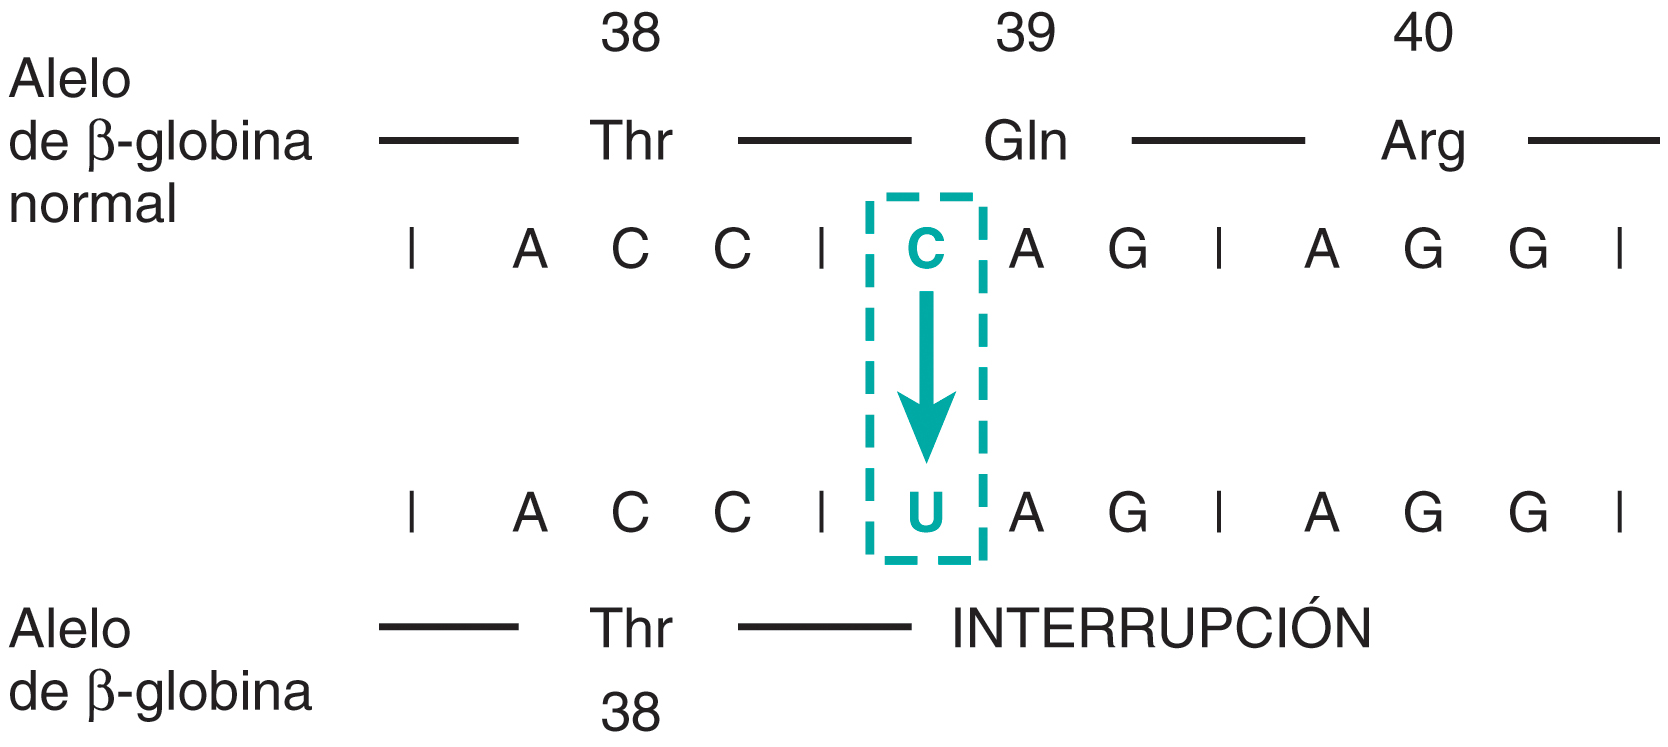 38 39 40
Alelo
de β-globina
normal
Thr Gln Arg
| A C C | C A G | A G G |
| A C C | U A G | A G G |
Alelo
de β-globina
Thr INTERRUPCIÓN
38